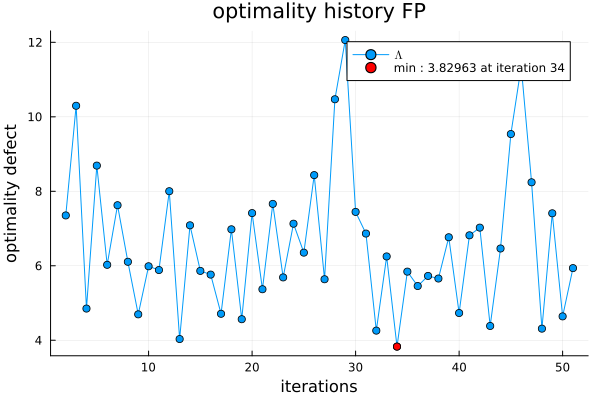 optimality history FP
Λ
min : 3.82963 at iteration 34
optimality defect
12
10
8
6
4
10
20
30
40
50
iterations